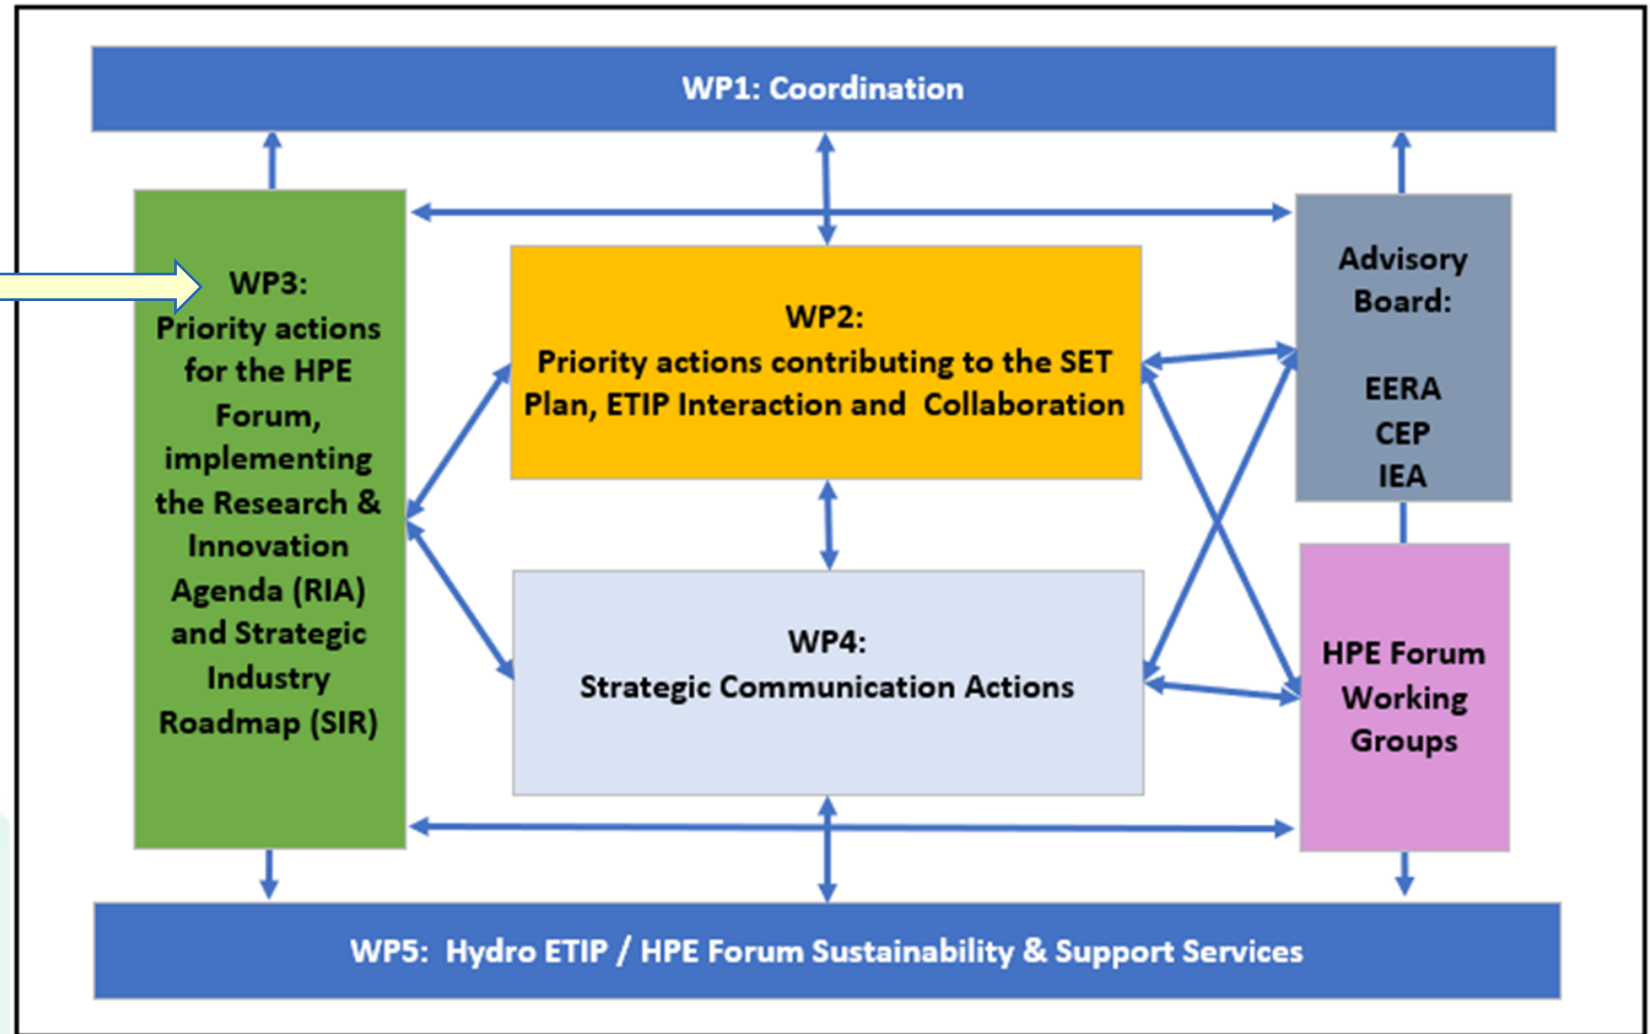 WP1: Coordination
WP3:
Priority actions
for the HPE
Forum,
implementing
the Research &
Innovation
Agenda (RIA)
and Strategic
Industry
Roadmap (SIR)
WP2:
Priority actions contributing to the SET
Plan, ETIP Interaction and  Collaboration
WP4:
Strategic Communication Actions
Advisory
Board:
EERA
CEP
IEA
HPE Forum
Working
Groups
WP5:  Hydro ETIP / HPE Forum Sustainability & Support Services